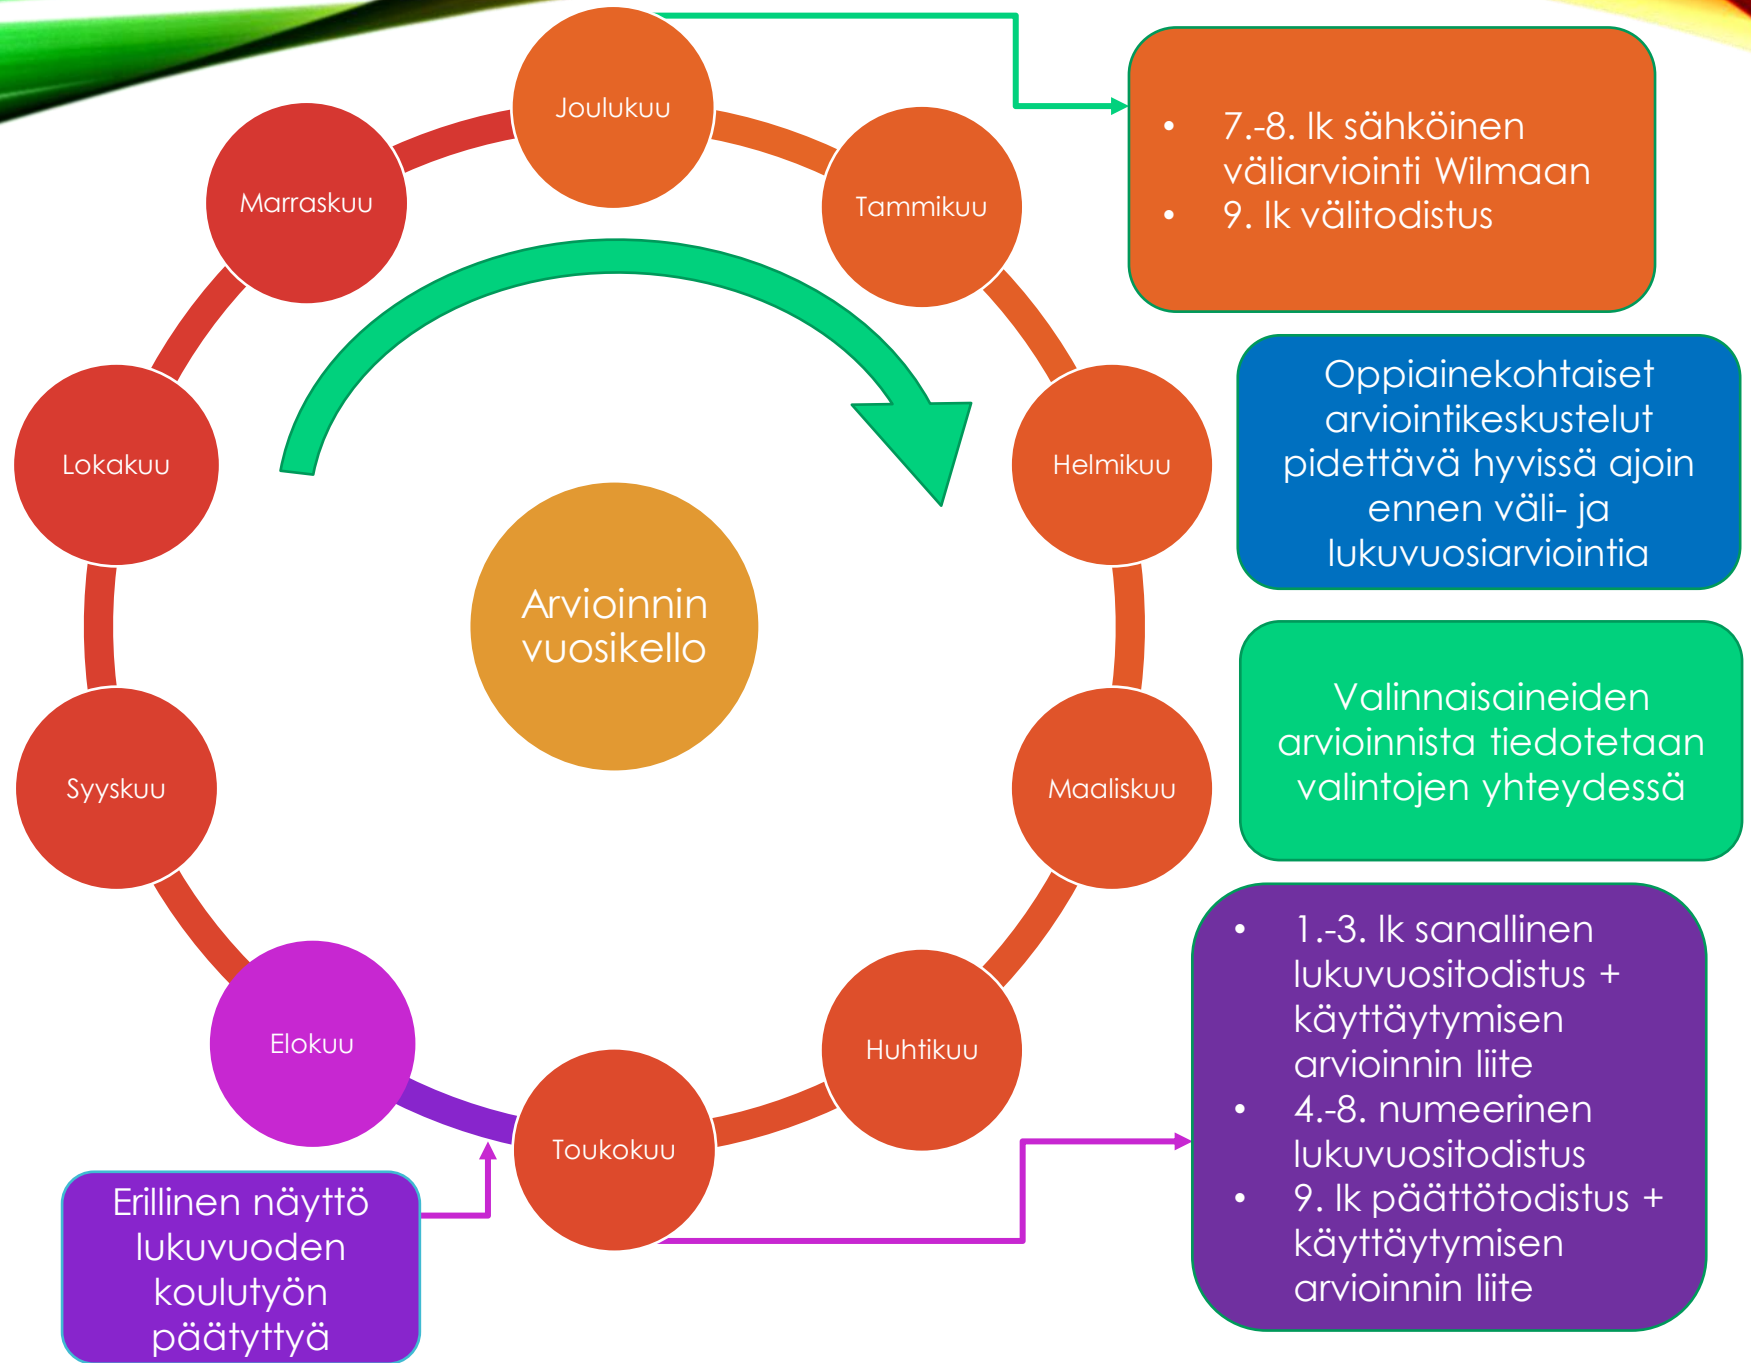 Joulukuu
Tammikuu
Helmikuu
Maaliskuu
Huhtikuu
Toukokuu
Elokuu
Syyskuu
Lokakuu
Marraskuu
Arvioinnin
vuosikello
• 7.-8. lk sähköinen
väliarviointi Wilmaan
• 9. lk välitodistus
Oppiainekohtaiset
arviointikeskustelut
pidettävä hyvissä ajoin
ennen väli- ja
lukuvuosiarviointia
Valinnaisaineiden
arvioinnista tiedotetaan
valintojen yhteydessä
• 1.-3. lk sanallinen
lukuvuositodistus +
käyttäytymisen
arvioinnin liite
• 4.-8. numeerinen
lukuvuositodistus
• 9. lk päättötodistus +
käyttäytymisen
arvioinnin liite
Erillinen näyttö
lukuvuoden
koulutyön
päätyttyä